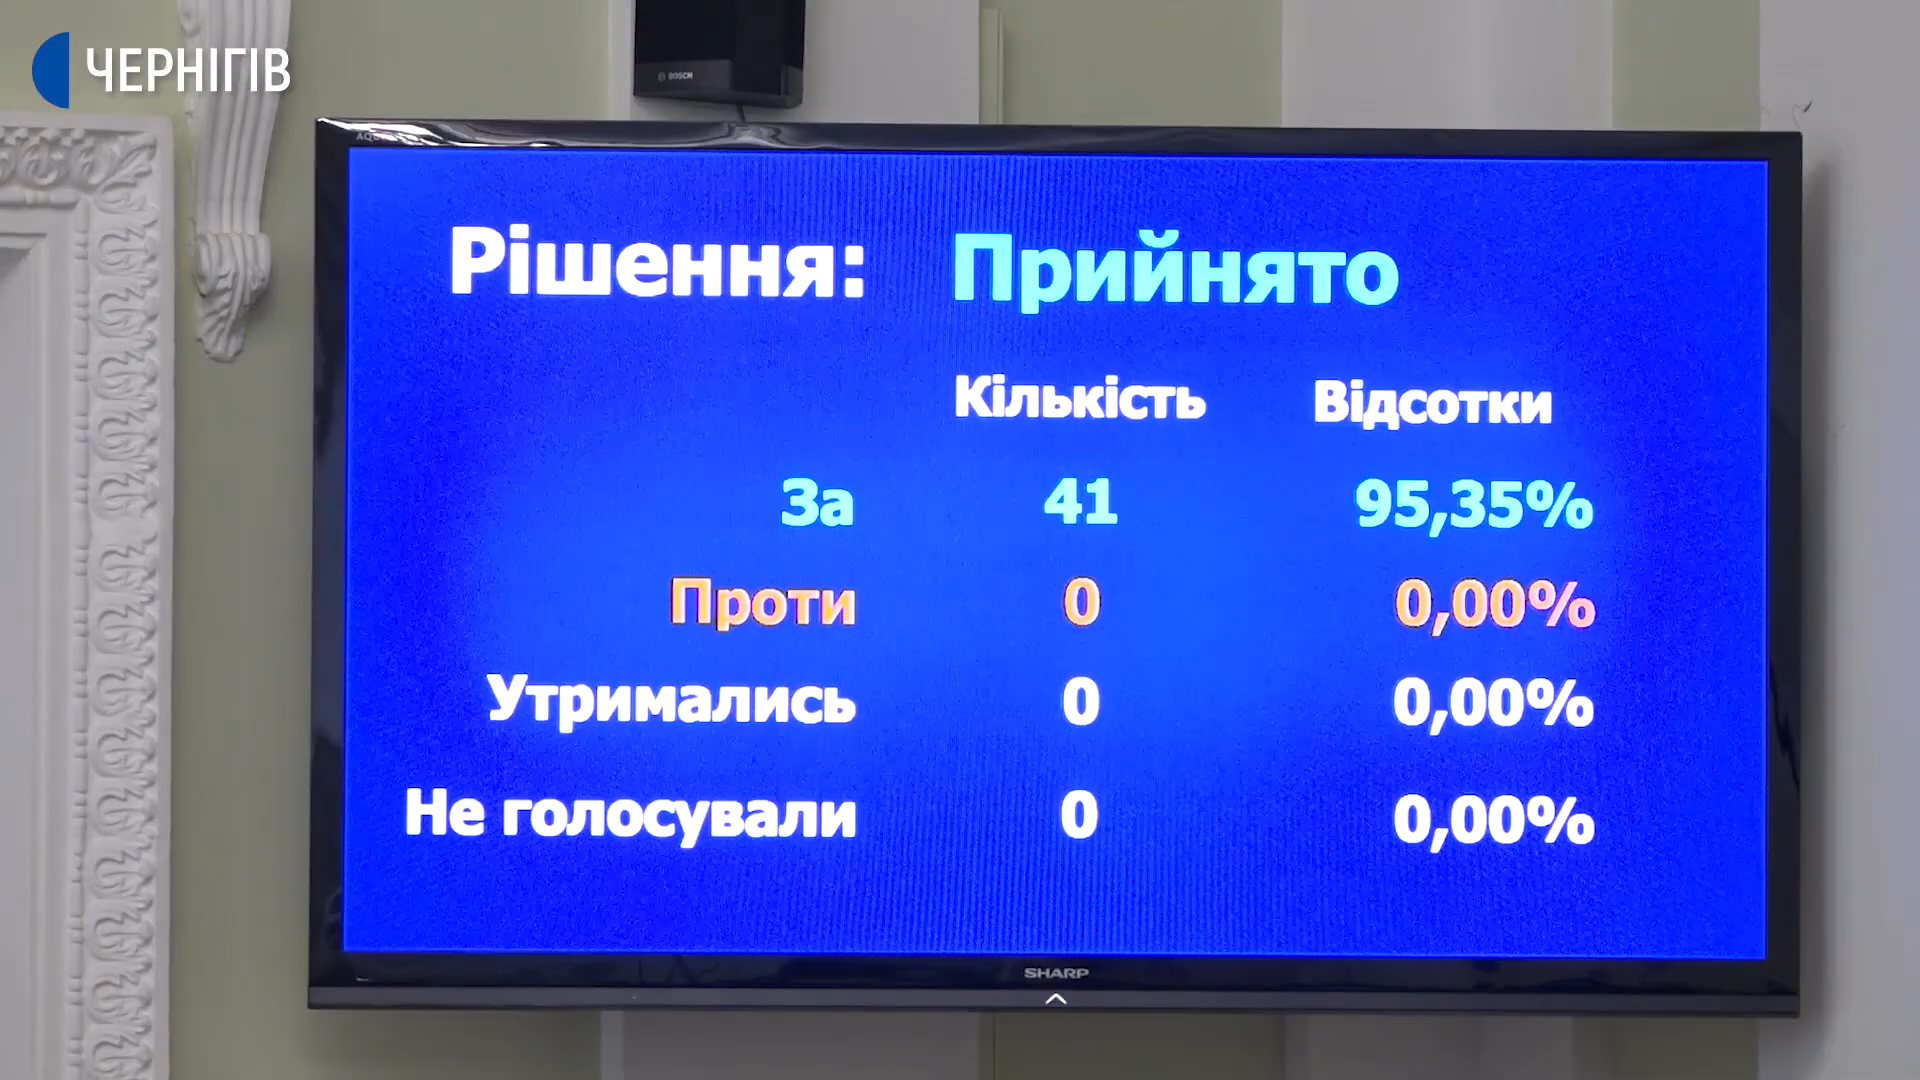 ЧЕРНІГІВ
BOSCH
Рішення: Прийнято
Кількість Відсотки
За 41 95,35%
Проти 0 0,00%
Утримались 0 0,00%
Не голосували 0 0,00%
SHARP